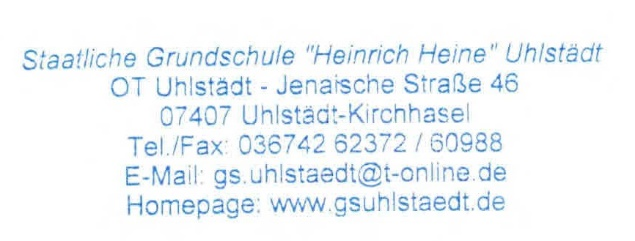 Staatliche Grundschule "Heinrich Heine" Uhlstädt
OT Uhlstädt - Jenaische Straße 46
07407 Uhlstädt-Kirchhasel
Tel./Fax: 036742 62372 / 60988
E-Mail: gs.uhlstaedt@t-online.de
Homepage: www.gsuhlstaedt.de